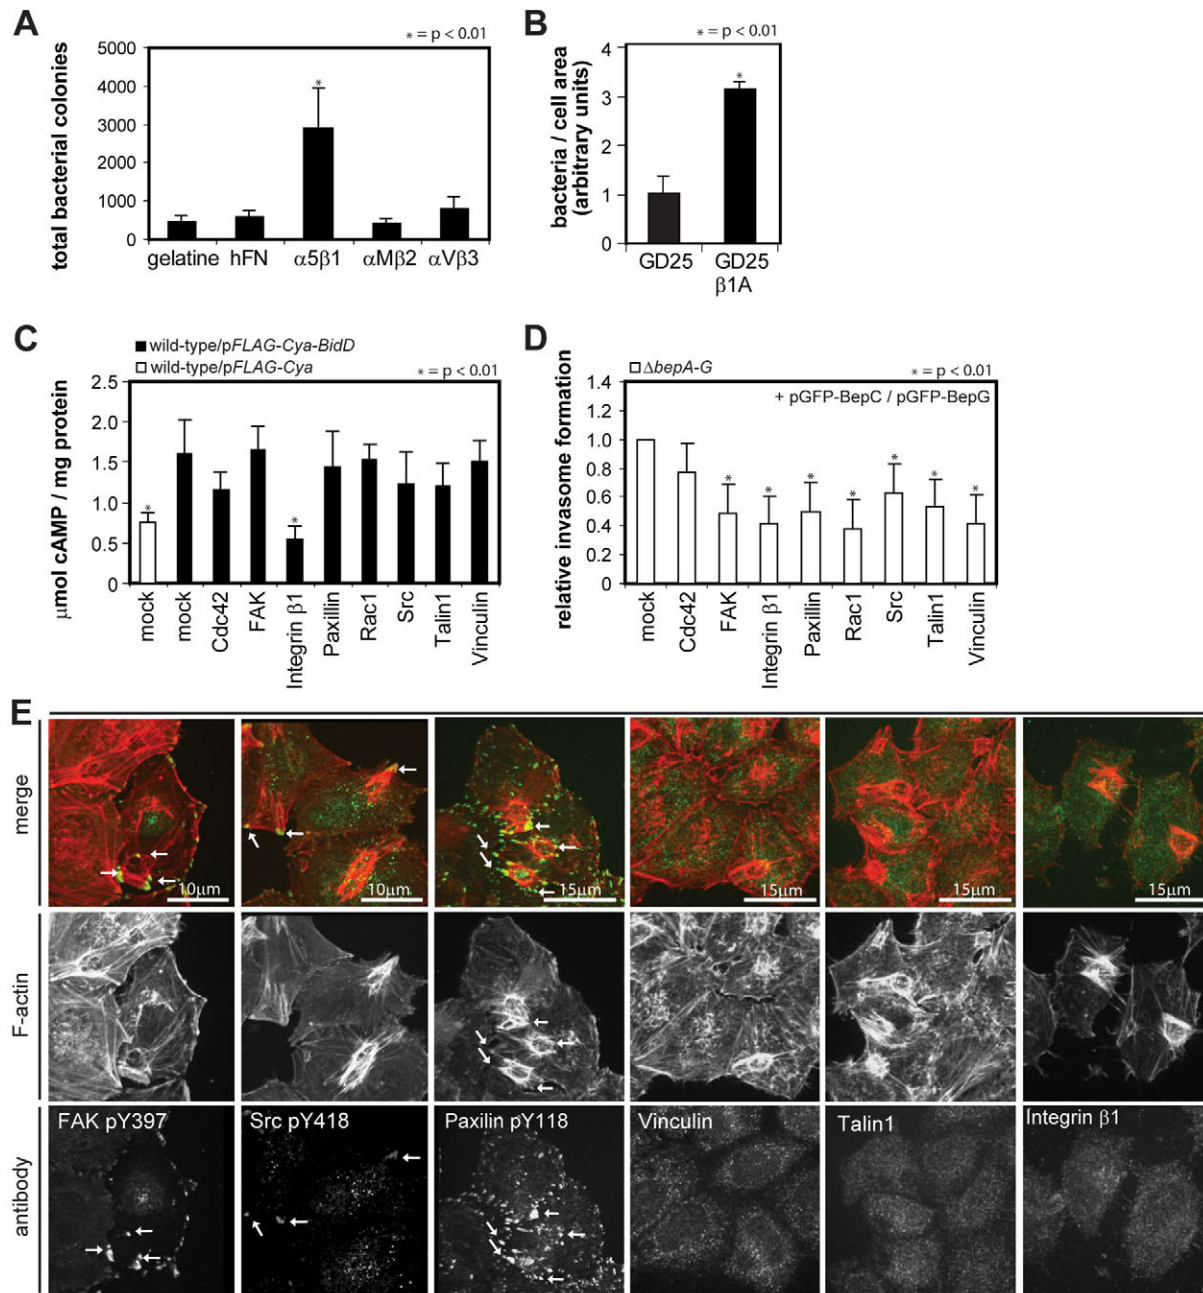 A
* = p < 0.01
total bacterial colonies
5000
4000
3000
2000
1000
0
*
gelatine hFN α5β1 αMβ2 αVβ3
B
* = p < 0.01
bacteria / cell area
(arbitrary units)
4
3
2
1
0
*
GD25 GD25
β1A
C
wild-type/pFLAG-Cya-BidD
wild-type/pFLAG-Cya
* = p < 0.01
μmol cAMP / mg protein
2.5
2.0
1.5
1.0
0.5
0
* *
mock
mock
Cdc42
FAK
Integrin β1
Paxillin
Rac1
Src
Talin1
Vinculin
D
ΔbepA-G
* = p < 0.01
+ pGFP-BepC / pGFP-BepG
relative invasome formation
1.4
1.2
1.0
0.8
0.6
0.4
0.2
0
* * * * * * *
mock
Cdc42
FAK
Integrin β1
Paxillin
Rac1
Src
Talin1
Vinculin
E
merge
10μm 10μm 15μm 15μm 15μm 15μm
F-actin
antibody
FAK pY397 Src pY418 Paxilin pY118 Vinculin Talin1 Integrin β1